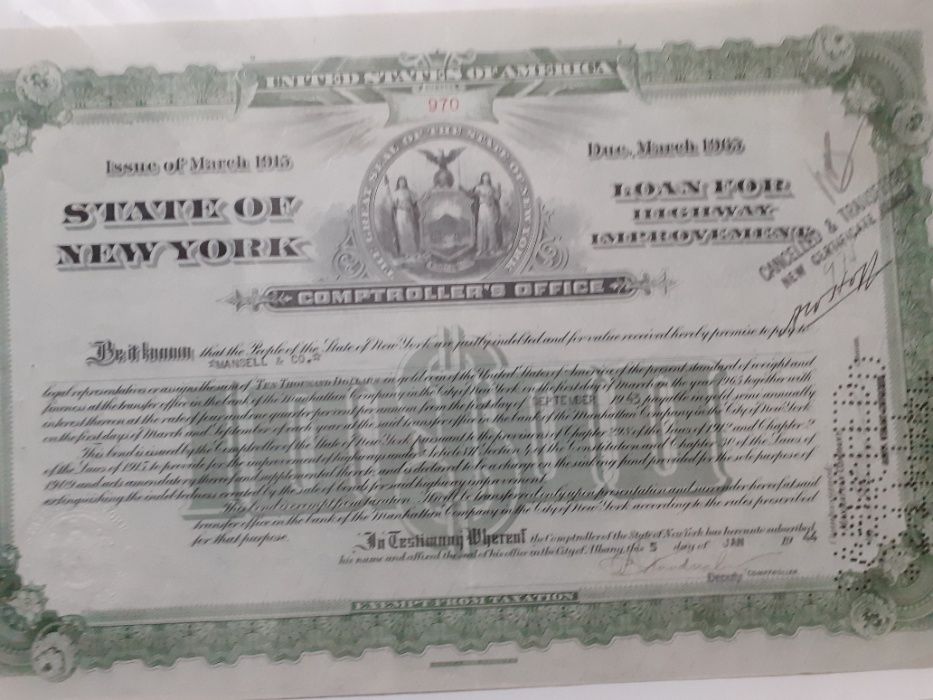 UNITED STATES OF AMERICA
970
THE GREAT SEAL OF THE STATE OF NEW YORK
Issue of March 1915.
Due, March 1965.
STATE OF
NEW YORK
LOAN FOR
HIGHWAY
IMPROVEMENT
CANCELLED &
NEW CERTIFICATE
COMPTROLLER'S OFFICE
Be it known, that the People of the State of New York are justly indebted and for value received hereby promise to pay to
*MANSELL & CO.*
legal representatives or assigns the sum of TEN THOUSAND DOLLARS in gold coin of the United States of America of the present standard of weight and
fineness at the transfer office in the bank of the Manhattan Company in the City of New York on the first day of March in the year 1965 together with
interest thereon at the rate of four and one quarter per cent per annum from the first day of SEPTEMBER 1943 payable in gold semi annually
on the first days of March and September of each year at the said transfer office in the bank of the Manhattan Company in the City of New York.
This bond is issued by the Comptroller of the State of New York pursuant to the provisions of Chapter 298 of the Laws of 1912 and Chapter 2
of the Laws of 1915 to provide for the improvement of highways under Article VII Section 4 of the Constitution and Chapter 30 of the Laws of
1909 and acts amendatory thereof and supplemental thereto and is declared to be a charge on the sinking fund provided for the sole purpose of
extinguishing the indebtedness created by the sale of bonds for said highway improvement.
This bond is exempt from taxation. It will be transferred only upon presentation and surrender hereof at said
transfer office in the bank of the Manhattan Company in the City of New York according to the rules prescribed
for that purpose.
In Testimony Whereof the Comptroller of the State of New York has hereunto subscribed
his name and affixed the seal of his office in the City of Albany, this 5 day of JAN 1944
Deputy COMPTROLLER
EXEMPT FROM TAXATION